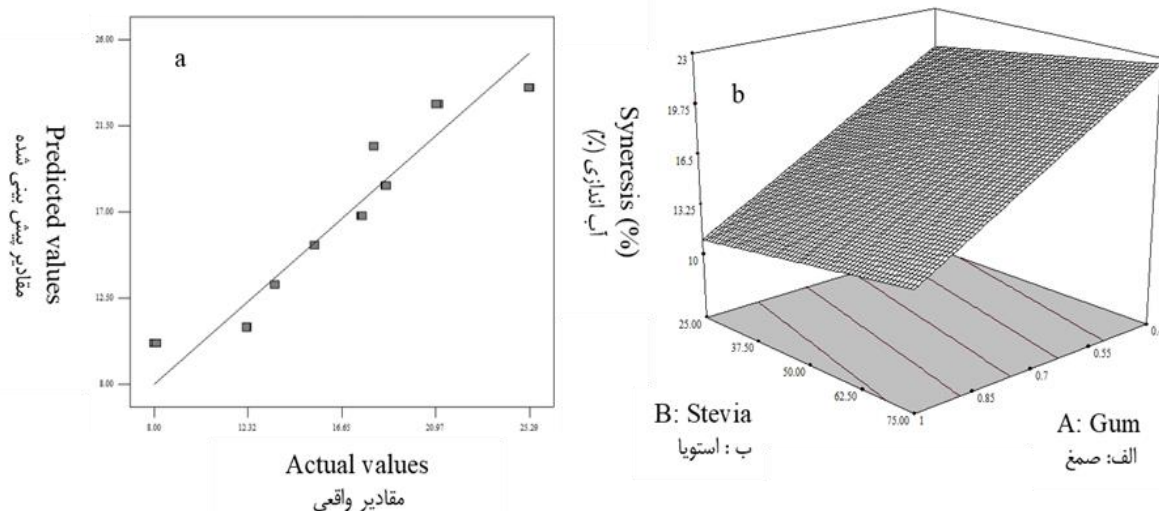 a
26.00
21.50
17.00
12.50
8.00
Predicted values
مقادیر پیش بینی شده
8.00
12.32
16.65
20.97
25.29
Actual values
مقادیر واقعی
b
23
19.75
16.5
13.25
10
Syneresis (%)
آب اندازی (%)
25.00
37.50
50.00
62.50
75.00
1
0.85
0.7
0.55
B: Stevia
ب : استویا
A: Gum
الف: صمغ